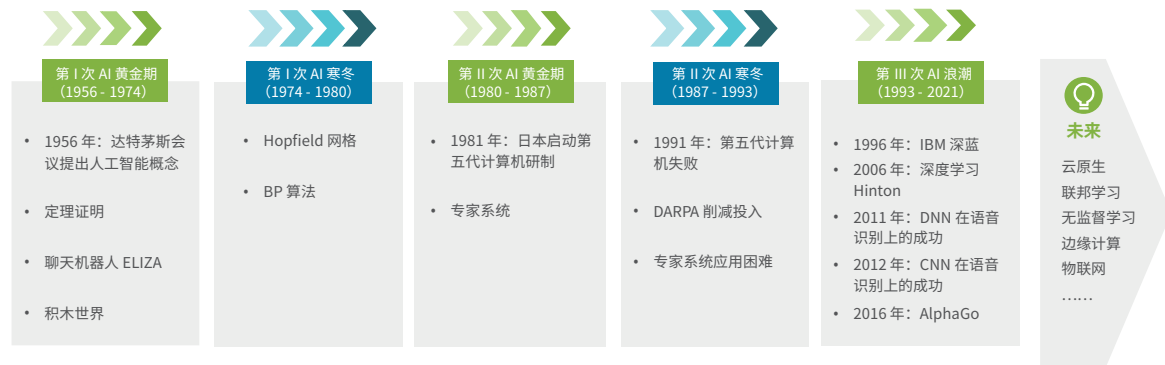 第 I 次 AI 黄金期
（1956 - 1974）
1956 年：达特茅斯会
议提出人工智能概念
定理证明
聊天机器人 ELIZA
积木世界
第 I 次 AI 寒冬
（1974 - 1980）
Hopfield 网格
BP 算法
第 II 次 AI 黄金期
（1980 - 1987）
1981 年：日本启动第
五代计算机研制
专家系统
第 II 次 AI 寒冬
（1987 - 1993）
1991 年：第五代计算
机失败
DARPA 削减投入
专家系统应用困难
第 III 次 AI 浪潮
（1993 - 2021）
1996 年：IBM 深蓝
2006 年：深度学习
Hinton
2011 年：DNN 在语音
识别上的成功
2012 年：CNN 在语音
识别上的成功
2016 年：AlphaGo
未来
云原生
联邦学习
无监督学习
边缘计算
物联网
……